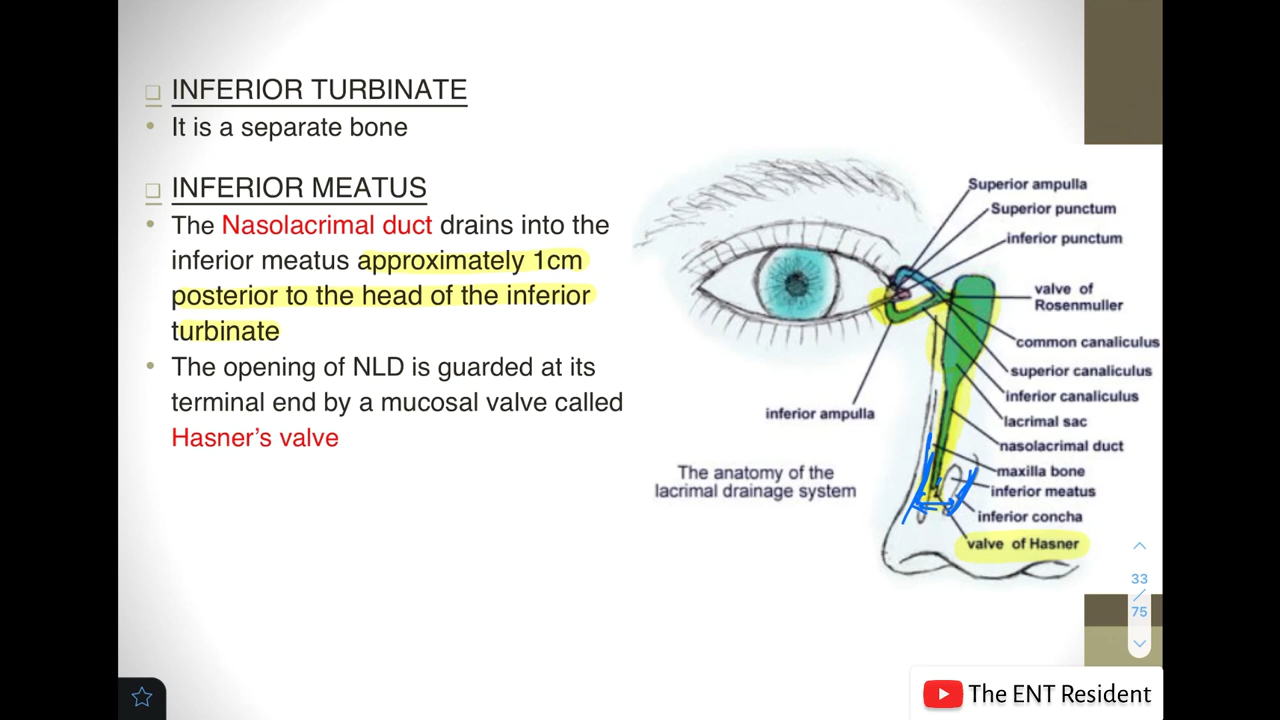 INFERIOR TURBINATE
It is a separate bone
INFERIOR MEATUS
The Nasolacrimal duct drains into the
inferior meatus approximately 1cm
posterior to the head of the inferior
turbinate
The opening of NLD is guarded at its
terminal end by a mucosal valve called
Hasner’s valve
Superior ampulla
Superior punctum
inferior punctum
valve of
Rosenmuller
common canaliculus
superior canaliculus
inferior canaliculus
lacrimal sac
nasolacrimal duct
maxilla bone
inferior meatus
inferior concha
valve of Hasner
inferior ampulla
The anatomy of the
lacrimal drainage system
33
/
75
The ENT Resident